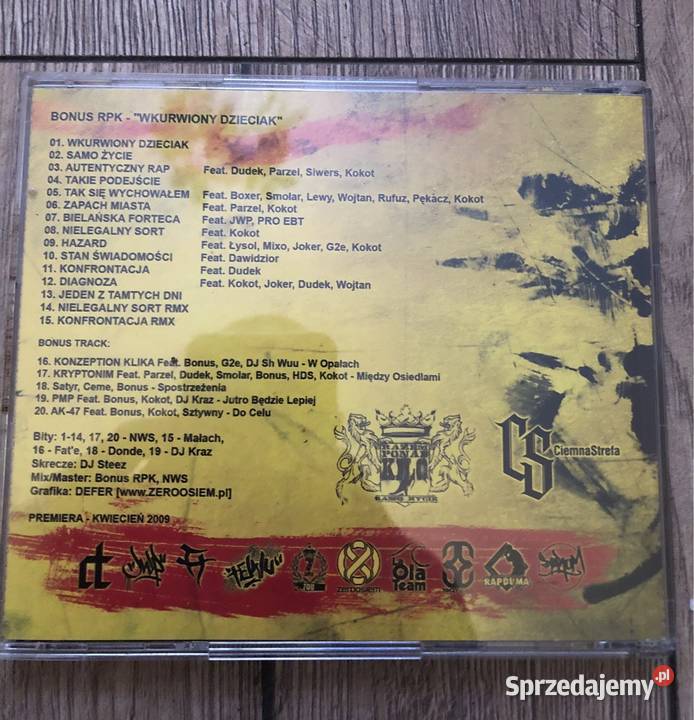 BONUS RPK - "WKURWIONY DZIECIAK"
01. WKURWIONY DZIECIAK
02. SAMO ŻYCIE
03. AUTENTYCZNY RAP Feat. Dudek, Parzel, Siwers, Kokot
04. TAKIE PODEJŚCIE
05. TAK SIĘ WYCHOWAŁEM Feat. Boxer, Smolar, Lewy, Wojtan, Rufuz, Pękacz, Kokot
06. ZAPACH MIASTA Feat. Parzel, Kokot
07. BIELAŃSKA FORTECA Feat. JWP, PRO EBT
08. NIELEGALNY SORT Feat. Kokot
09. HAZARD Feat. Łysol, Mixo, Joker, G2e, Kokot
10. STAN ŚWIADOMOŚCI Feat. Dawidzior
11. KONFRONTACJA Feat. Dudek
12. DIAGNOZA Feat. Kokot, Joker, Dudek, Wojtan
13. JEDEN Z TAMTYCH DNI
14. NIELEGALNY SORT RMX
15. KONFRONTACJA RMX
BONUS TRACK:
16. KONZEPTION KLIKA Feat. Bonus, G2e, DJ Sh Wuu - W Opałach
17. KRYPTONIM Feat. Parzel, Dudek, Smolar, Bonus, HDS, Kokot - Między Osiedlami
18. Satyr, Ceme, Bonus - Spostrzeżenia
19. PMP Feat. Bonus, Kokot, DJ Kraz - Jutro Będzie Lepiej
20. AK-47 Feat. Bonus, Kokot, Sztywny - Do Celu
Bity: 1-14, 17, 20 - NWS, 15 - Małach,
16 - Fat'e, 18 - Donde, 19 - DJ Kraz
Skrecze: DJ Steez
Mix/Master: Bonus RPK, NWS
Grafika: DEFER [www.ZEROOSIEM.pl]
RAZEM
PONAD
KILO
CS CiemnaStrefa
PREMIERA - KWIECIEŃ 2009
zeroosiem
ola
team
RAPDUMA
Sprzedajemy.pl